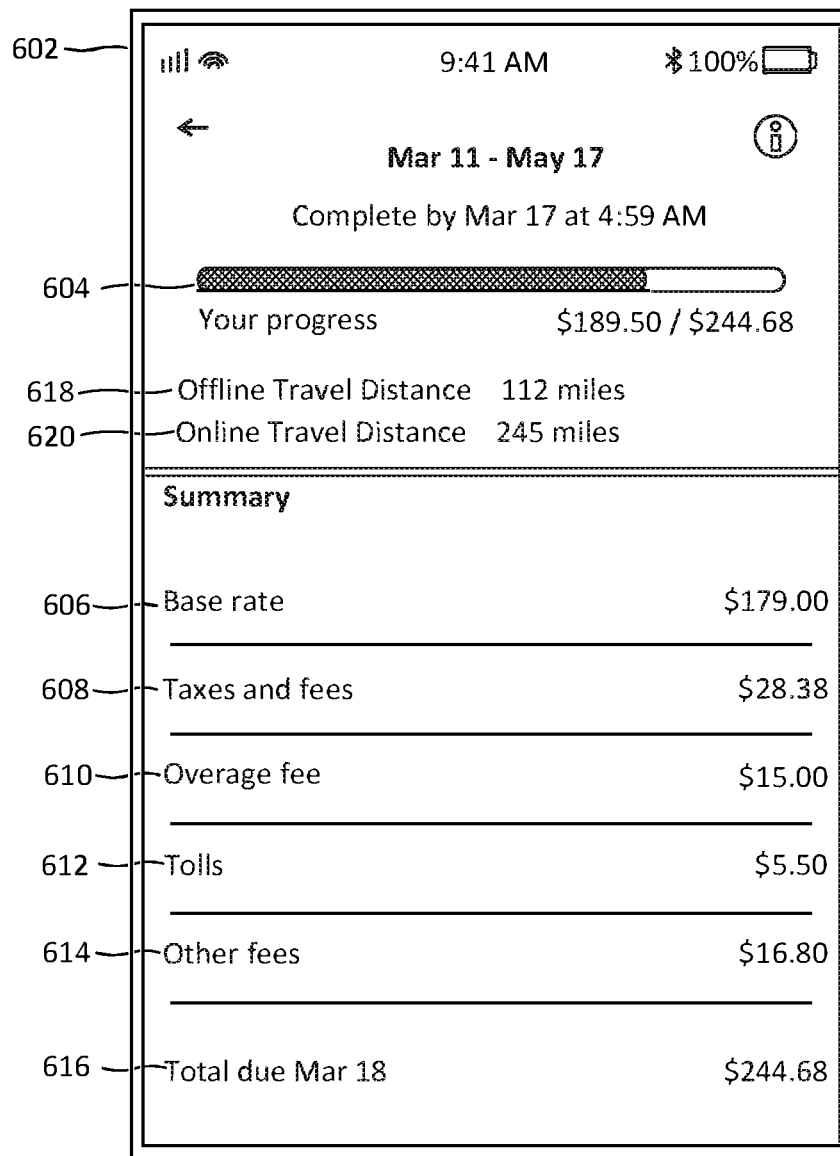 602
9:41 AM 100%
Mar 11 - May 17
Complete by Mar 17 at 4:59 AM
604
Your progress $189.50 / $244.68
618 Offline Travel Distance 112 miles
620 Online Travel Distance 245 miles
Summary
606 Base rate $179.00
608 Taxes and fees $28.38
610 Overage fee $15.00
612 Tolls $5.50
614 Other fees $16.80
616 Total due Mar 18 $244.68